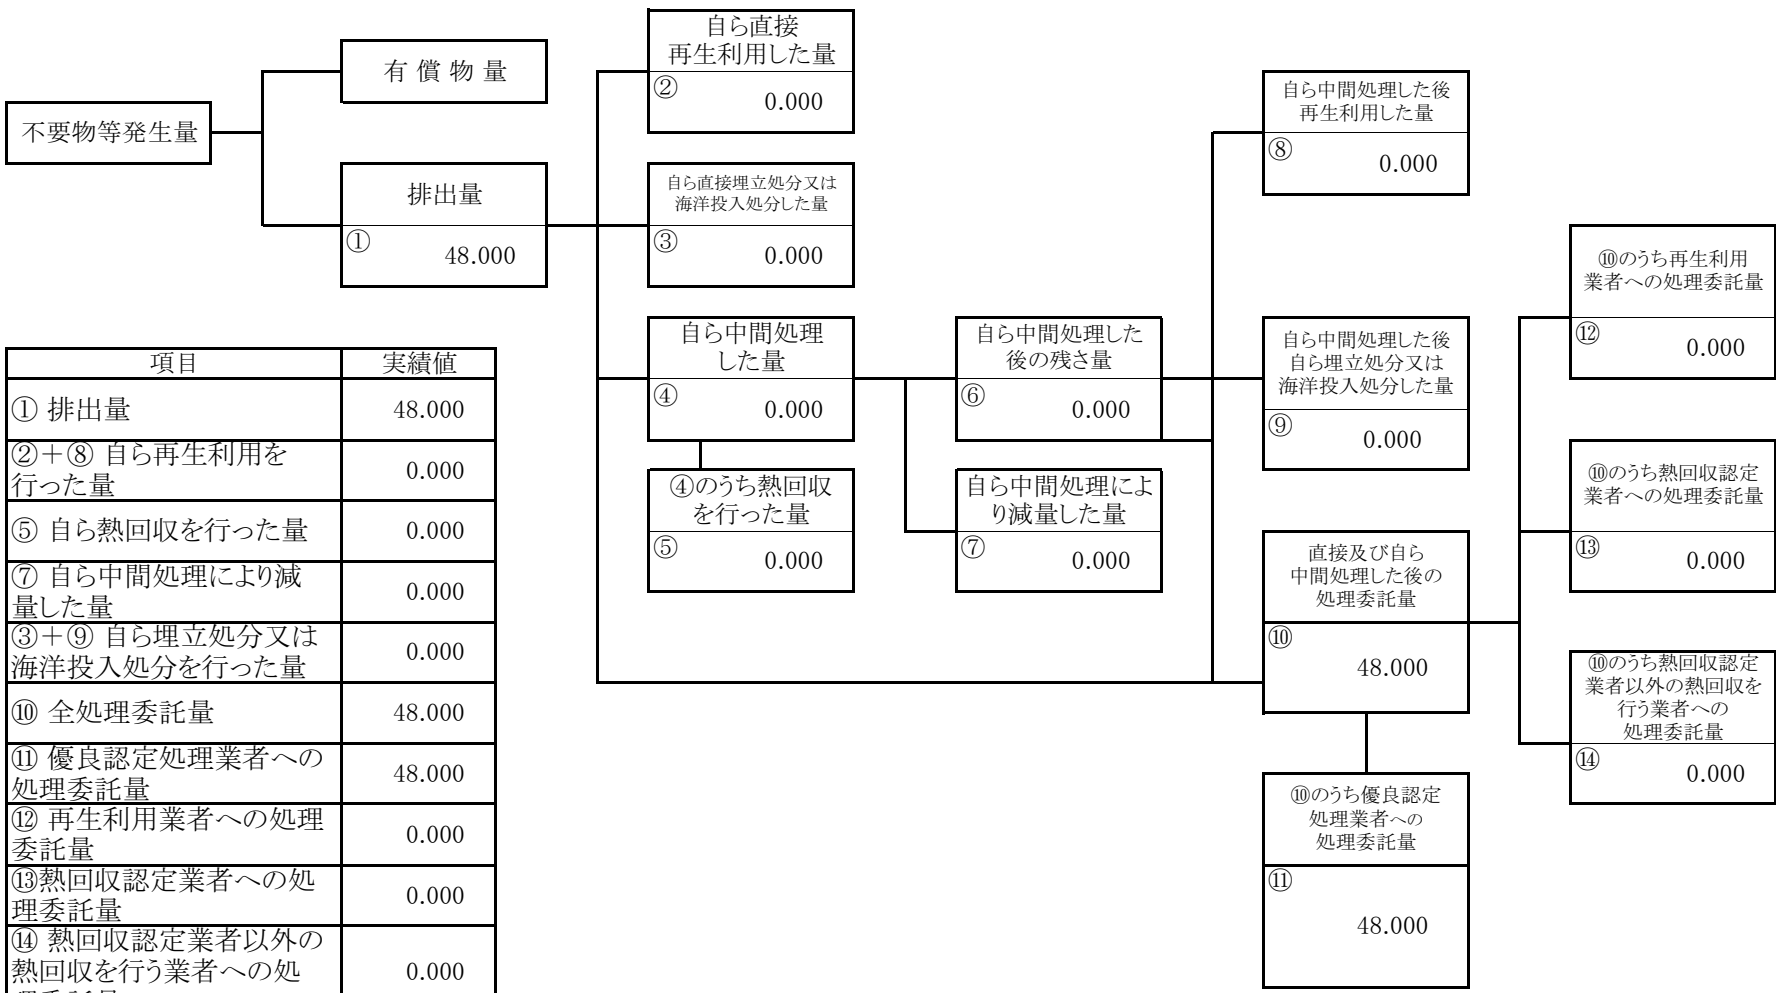 自ら直接
再生利用した量
②
0.000
有 償 物 量
不要物等発生量
排出量
①
48.000
自ら直接埋立処分又は
海洋投入処分した量
③
0.000
自ら中間処理した後
再生利用した量
⑧
0.000
自ら中間処理
した量
④
0.000
自ら中間処理した
後の残さ量
⑥
0.000
自ら中間処理した後
自ら埋立処分又は
海洋投入処分した量
⑨
0.000
④のうち熱回収
を行った量
⑤
0.000
自ら中間処理によ
り減量した量
⑦
0.000
直接及び自ら
中間処理した後の
処理委託量
⑩
48.000
⑩のうち優良認定
処理業者への
処理委託量
⑪
48.000
⑩のうち再生利用
業者への処理委託量
⑫
0.000
⑩のうち熱回収認定
業者への処理委託量
⑬
0.000
⑩のうち熱回収認定
業者以外の熱回収を
行う業者への
処理委託量
⑭
0.000
項目 実績値
① 排出量 48.000
②＋⑧ 自ら再生利用を
行った量 0.000
⑤ 自ら熱回収を行った量 0.000
⑦ 自ら中間処理により減
量した量 0.000
③＋⑨ 自ら埋立処分又は
海洋投入処分を行った量 0.000
⑩ 全処理委託量 48.000
⑪ 優良認定処理業者への
処理委託量 48.000
⑫ 再生利用業者への処理
委託量 0.000
⑬熱回収認定業者への処
理委託量 0.000
⑭ 熱回収認定業者以外の
熱回収を行う業者への処 0.000